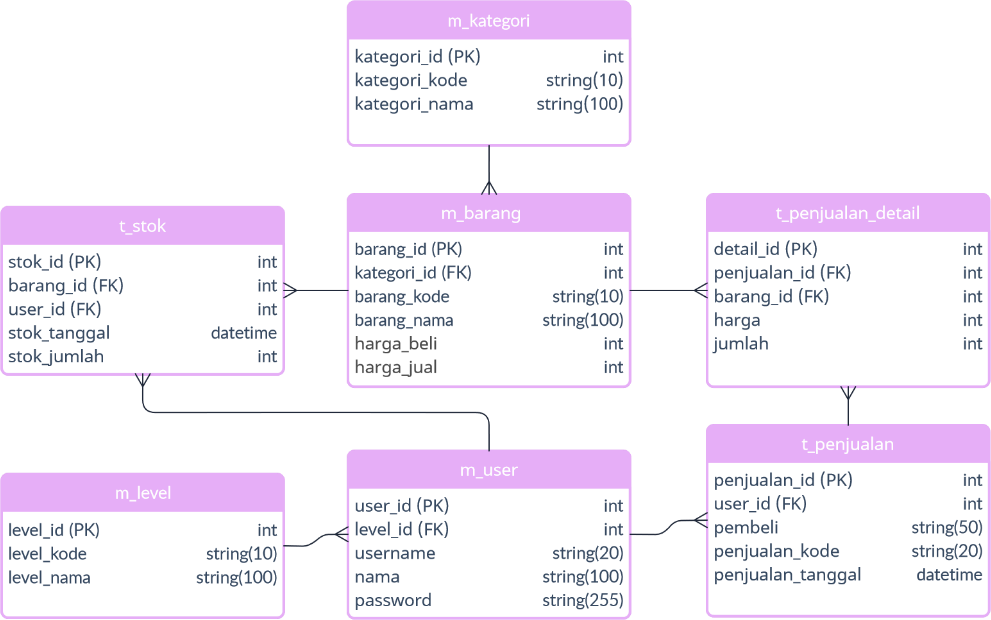 m_kategori
kategori_id (PK) int
kategori_kode string(10)
kategori_nama string(100)
t_stok
stok_id (PK) int
barang_id (FK) int
user_id (FK) int
stok_tanggal datetime
stok_jumlah int
m_barang
barang_id (PK) int
kategori_id (FK) int
barang_kode string(10)
barang_nama string(100)
harga_beli int
harga_jual int
t_penjualan_detail
detail_id (PK) int
penjualan_id (FK) int
barang_id (FK) int
harga int
jumlah int
m_level
level_id (PK) int
level_kode string(10)
level_nama string(100)
m_user
user_id (PK) int
level_id (FK) int
username string(20)
nama string(100)
password string(255)
t_penjualan
penjualan_id (PK) int
user_id (FK) int
pembeli string(50)
penjualan_kode string(20)
penjualan_tanggal datetime